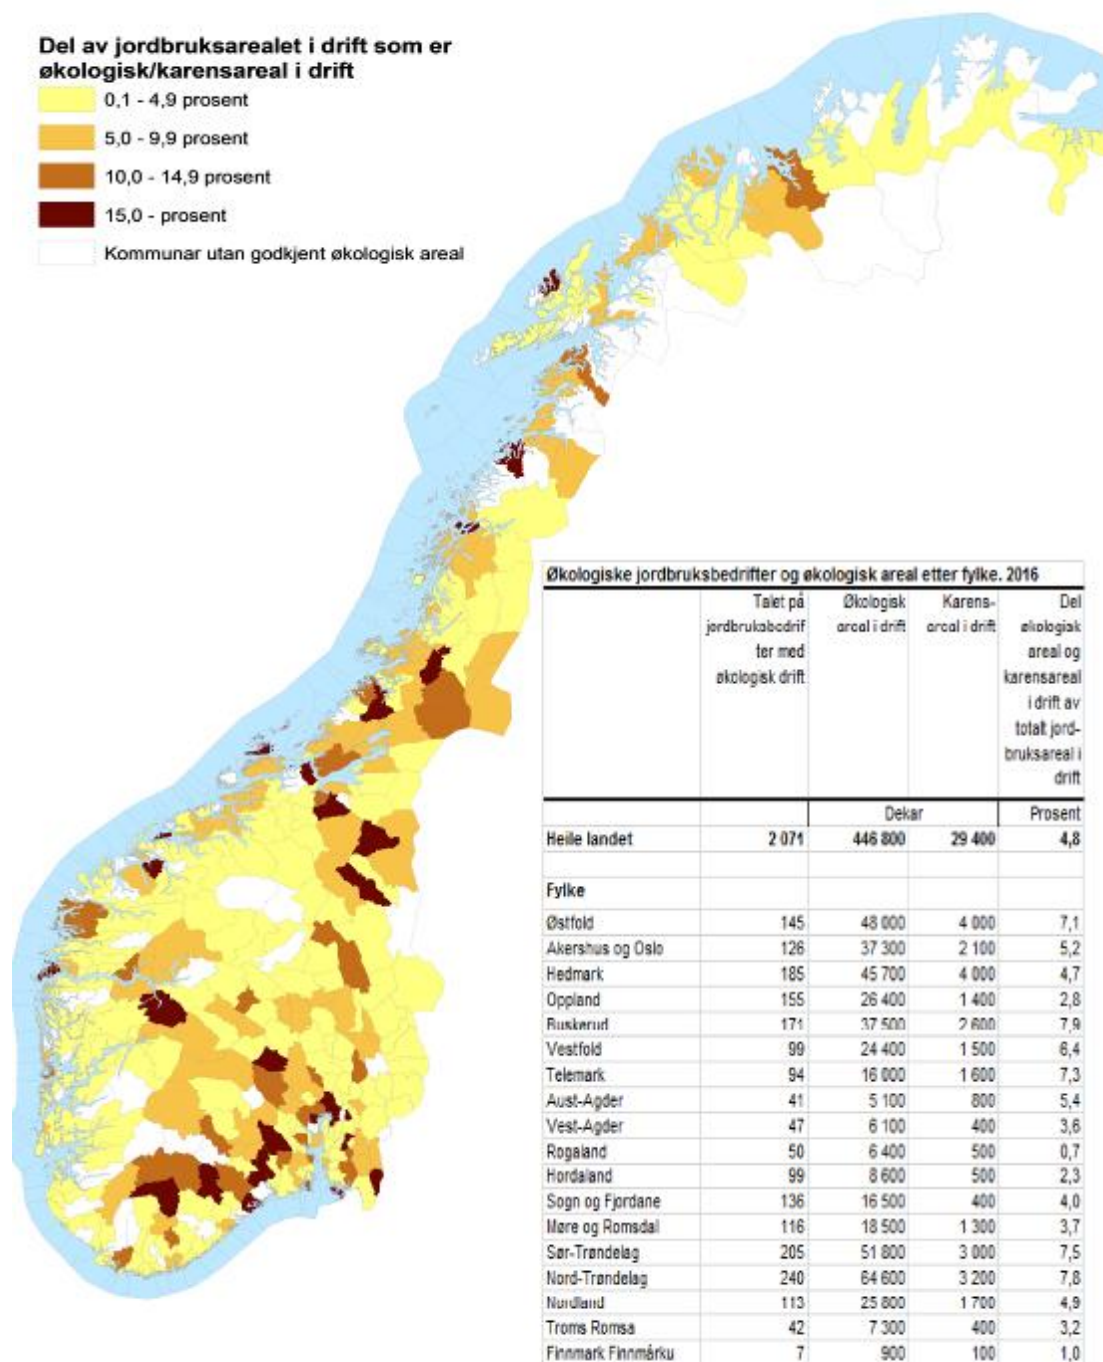 Del av jordbruksarealet i drift som er
økologisk/karensareal i drift
0,1 - 4,9 prosent
5,0 - 9,9 prosent
10,0 - 14,9 prosent
15,0 - prosent
Kommunar utan godkjent økologisk areal
Økologiske jordbruksbedrifter og økologisk areal etter fylke. 2016
Talet på Økologisk Karens- Del
jordbruksbedrif areal i drift areal i drift økologisk
ter med areal og
økologisk drift karensareal
i drift av
totalt jord-
bruksareal i
drift
Dekar Prosent
Heile landet 2 071 446 800 29 400 4,8
Fylke
Østfold 145 48 000 4 000 7,1
Akershus og Oslo 126 37 300 2 100 5,2
Hedmark 185 45 700 4 000 4,7
Oppland 155 26 400 1 400 2,8
Buskerud 171 37 500 2 600 7,9
Vestfold 99 24 400 1 500 6,4
Telemark 94 16 000 1 600 7,3
Aust-Agder 41 5 100 800 5,4
Vest-Agder 47 6 100 400 3,6
Rogaland 50 6 400 500 0,7
Hordaland 99 8 600 500 2,3
Sogn og Fjordane 136 16 500 400 4,0
Møre og Romsdal 116 18 500 1 300 3,7
Sør-Trøndelag 205 51 800 3 000 7,5
Nord-Trøndelag 240 64 600 3 200 7,8
Nordland 113 25 800 1 700 4,9
Troms Romsa 42 7 300 400 3,2
Finnmark Finnmárku 7 900 100 1,0